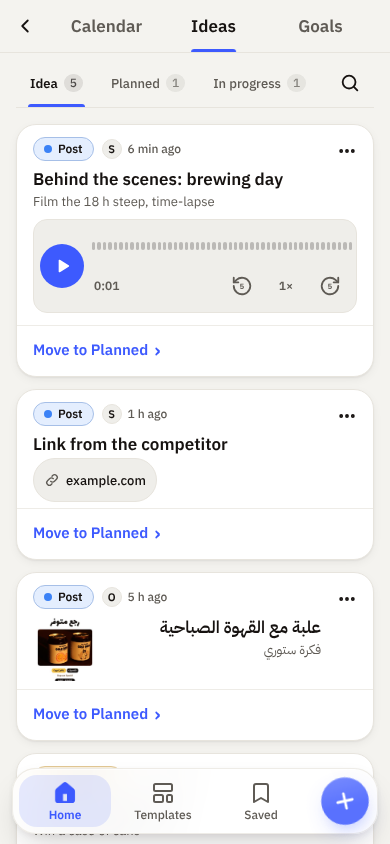 Calendar Ideas Goals
Idea 5 Planned 1 In progress 1
Post S 6 min ago
Behind the scenes: brewing day
Film the 18 h steep, time-lapse
0:01 5 1× 5
Move to Planned ›
Post S 1 h ago
Link from the competitor
example.com
Move to Planned ›
Post O 5 h ago
رجع متوفر
علبة مع القهوة الصباحية
فكرة ستوري
Move to Planned ›
Home Templates Saved